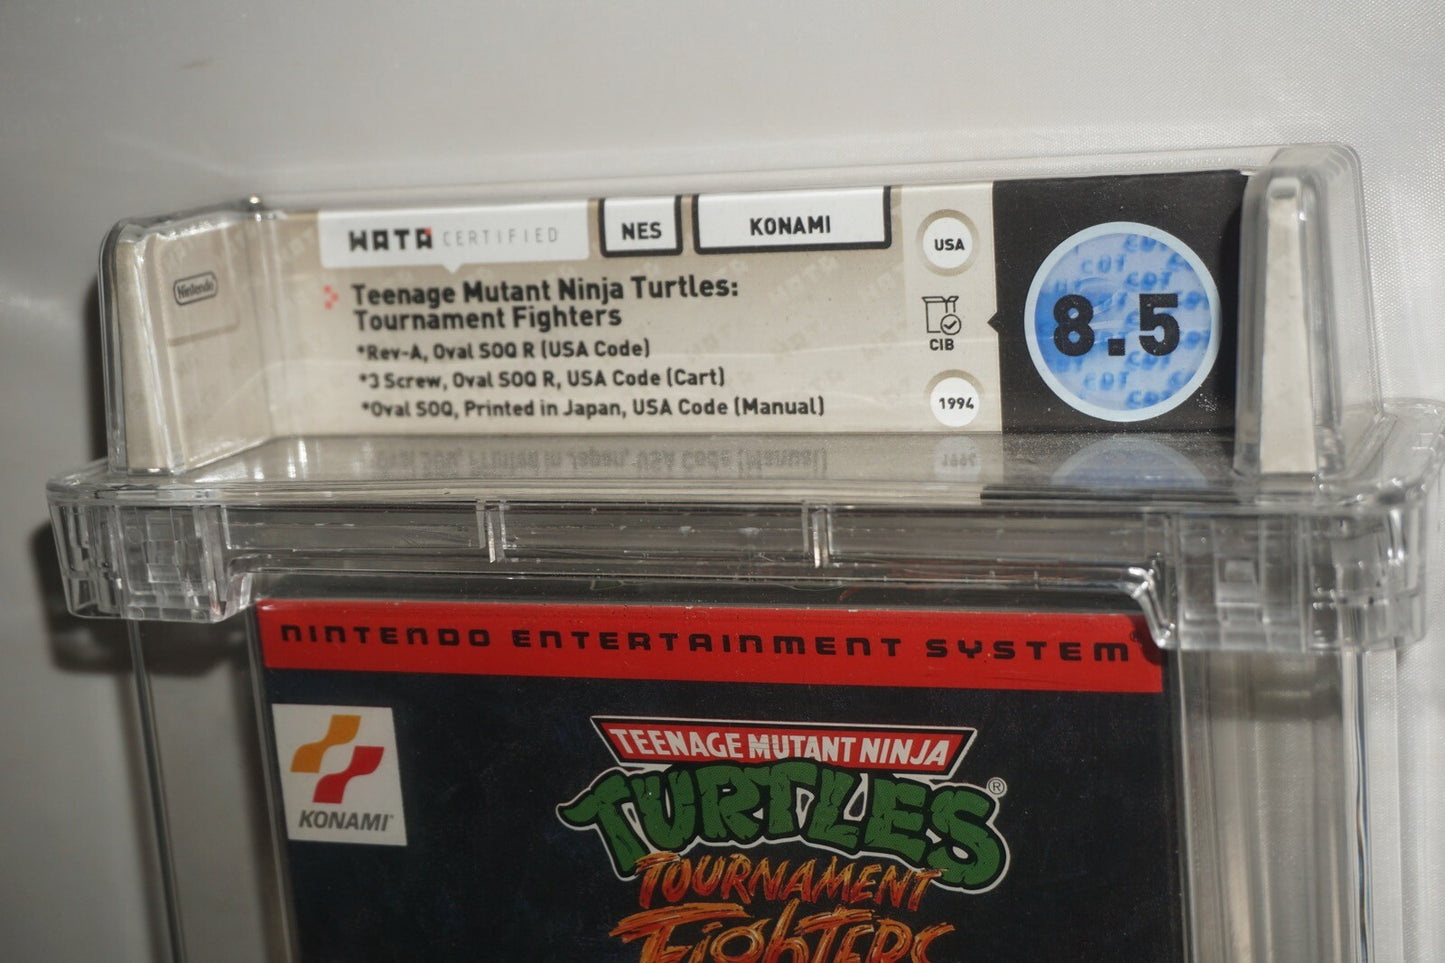 Nintendo
WATA CERTIFIED
NES
KONAMI
Teenage Mutant Ninja Turtles:
Tournament Fighters
*Rev-A, Oval SOQ R (USA Code)
*3 Screw, Oval SOQ R, USA Code (Cart)
*Oval SOQ, Printed in Japan, USA Code (Manual)
USA
CIB
1994
8.5
NINTENDO ENTERTAINMENT SYSTEM®
KONAMI
TEENAGE MUTANT NINJA
TURTLES®
TOURNAMENT
FIGHTERS